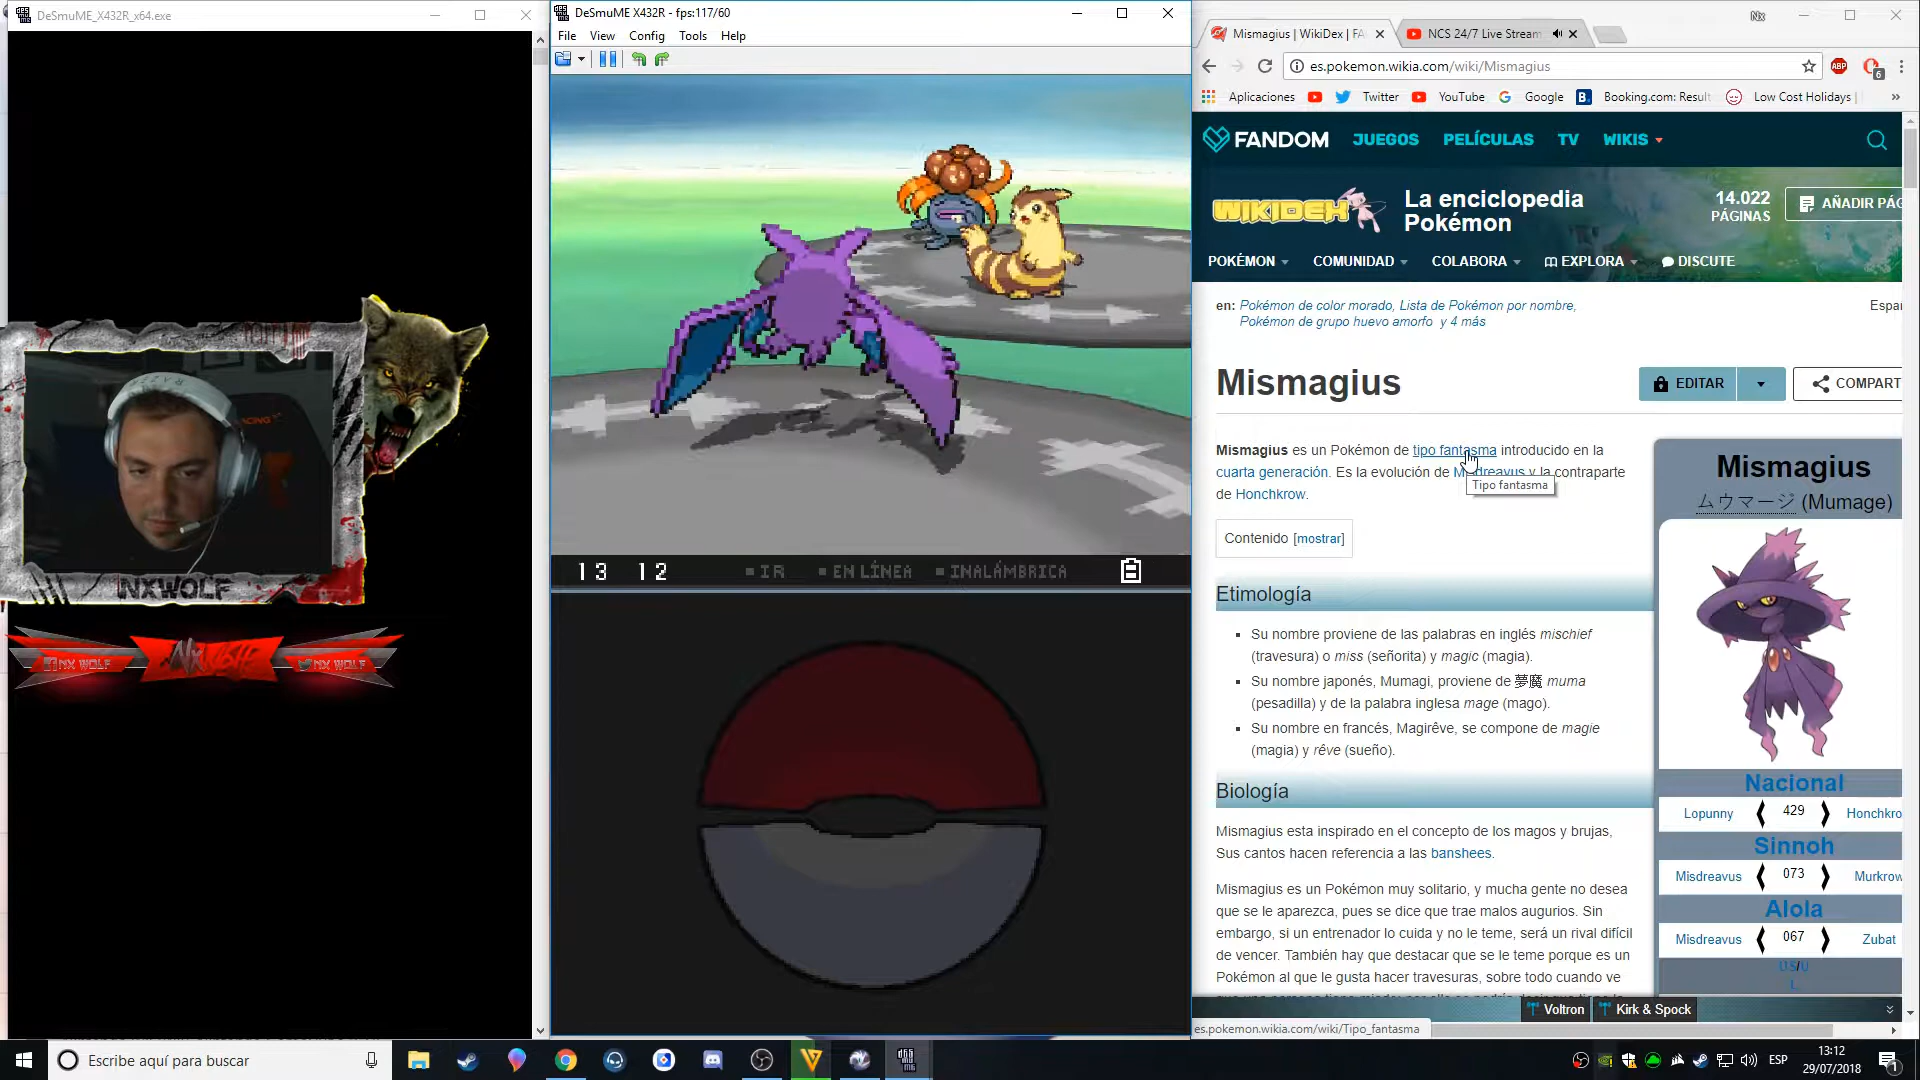 DeSmuME_X432R_x64.exe
NXWOLF
NX WOLF
NX WOLF
DeSmuME X432R - fps:117/60
File View Config Tools Help
13 12 IR EN LÍNEA INALÁMBRICA
Nx
Mismagius | WikiDex | FA
NCS 24/7 Live Stream
es.pokemon.wikia.com/wiki/Mismagius
ABP
6
Aplicaciones Twitter YouTube Google Booking.com: Result Low Cost Holidays |
FANDOM JUEGOS PELÍCULAS TV WIKIS
WIKIDEX
La enciclopedia
Pokémon
14.022
PÁGINAS
AÑADIR PÁG
POKÉMON COMUNIDAD COLABORA EXPLORA DISCUTE
en: Pokémon de color morado, Lista de Pokémon por nombre,
Pokémon de grupo huevo amorfo y 4 más
Espa
Mismagius
EDITAR
COMPART
Mismagius es un Pokémon de tipo fantasma introducido en la
cuarta generación. Es la evolución de Misdreavus y la contraparte
de Honchkrow.
Tipo fantasma
Contenido [mostrar]
Etimología
Su nombre proviene de las palabras en inglés mischief
(travesura) o miss (señorita) y magic (magia).
Su nombre japonés, Mumagi, proviene de 夢魔 muma
(pesadilla) y de la palabra inglesa mage (mago).
Su nombre en francés, Magirêve, se compone de magie
(magia) y rêve (sueño).
Biología
Mismagius esta inspirado en el concepto de los magos y brujas,
Sus cantos hacen referencia a las banshees.
Mismagius es un Pokémon muy solitario, y mucha gente no desea
que se le aparezca, pues se dice que trae malos augurios. Sin
embargo, si un entrenador lo cuida y no le teme, será un rival difícil
de vencer. También hay que destacar que se le teme porque es un
Pokémon al que le gusta hacer travesuras, sobre todo cuando ve
Mismagius
ムウマージ (Mumage)
Nacional
Lopunny 429 Honchkro
Sinnoh
Misdreavus 073 Murkrow
Alola
Misdreavus 067 Zubat
US/U
L
Voltron Kirk & Spock
es.pokemon.wikia.com/wiki/Tipo_fantasma
Escribe aquí para buscar
ESP
13:12
29/07/2018
1